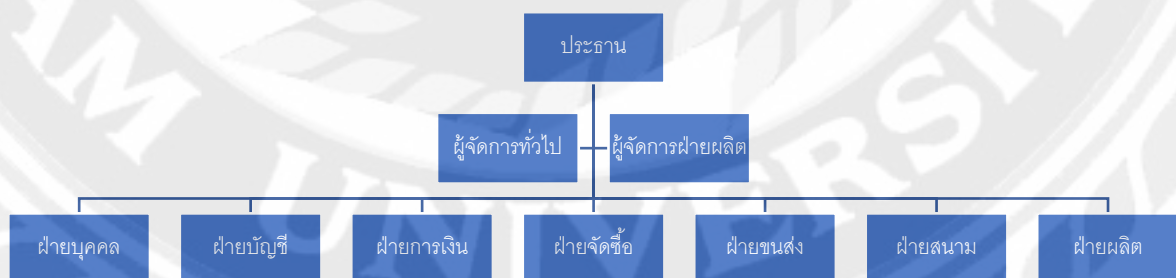 ประธาน
ผู้จัดการทั่วไป
ผู้จัดการฝ่ายผลิต
ฝ่ายบุคคล
ฝ่ายบัญชี
ฝ่ายการเงิน
ฝ่ายจัดซื้อ
ฝ่ายขนส่ง
ฝ่ายสนาม
ฝ่ายผลิต